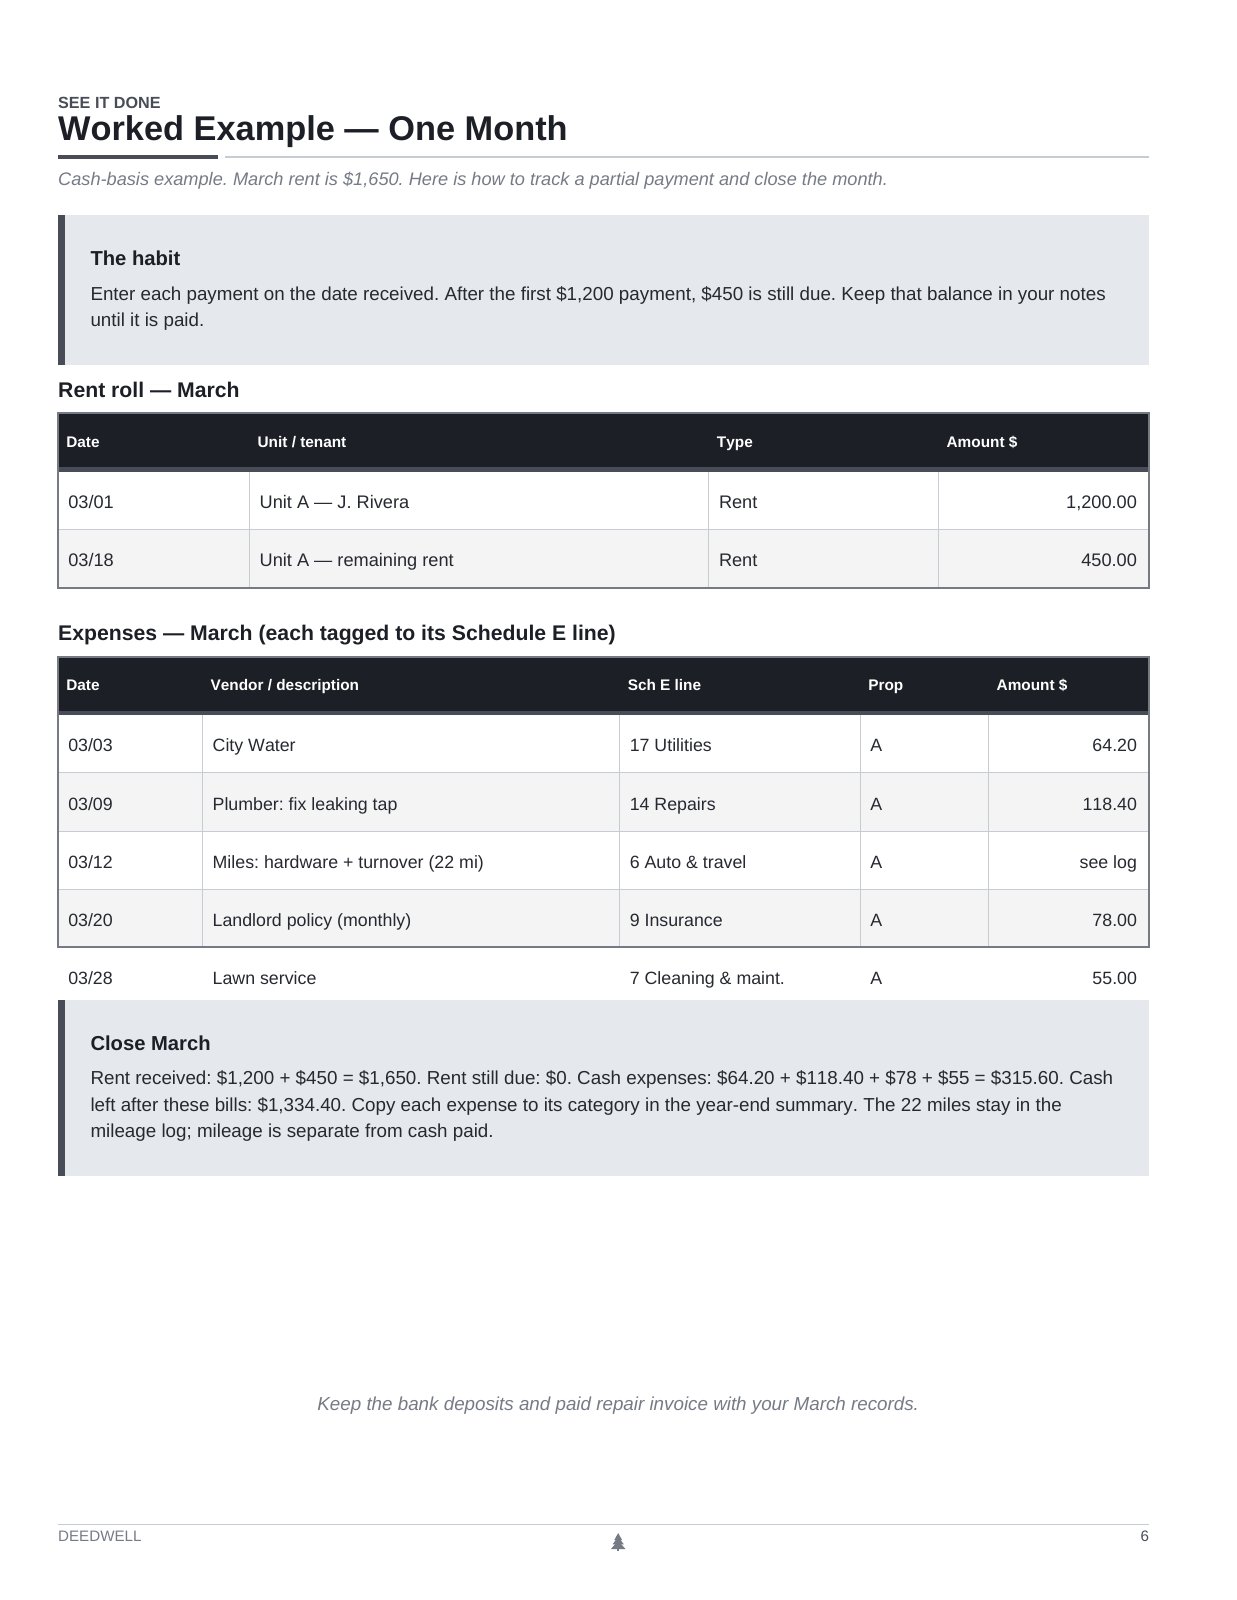 SEE IT DONE
Worked Example — One Month
Cash-basis example. March rent is $1,650. Here is how to track a partial payment and close the month.
The habit
Enter each payment on the date received. After the first $1,200 payment, $450 is still due. Keep that balance in your notes
until it is paid.
Rent roll — March
Date Unit / tenant Type Amount $
03/01 Unit A — J. Rivera Rent 1,200.00
03/18 Unit A — remaining rent Rent 450.00
Expenses — March (each tagged to its Schedule E line)
Date Vendor / description Sch E line Prop Amount $
03/03 City Water 17 Utilities A 64.20
03/09 Plumber: fix leaking tap 14 Repairs A 118.40
03/12 Miles: hardware + turnover (22 mi) 6 Auto & travel A see log
03/20 Landlord policy (monthly) 9 Insurance A 78.00
03/28 Lawn service 7 Cleaning & maint. A 55.00
Close March
Rent received: $1,200 + $450 = $1,650. Rent still due: $0. Cash expenses: $64.20 + $118.40 + $78 + $55 = $315.60. Cash
left after these bills: $1,334.40. Copy each expense to its category in the year-end summary. The 22 miles stay in the
mileage log; mileage is separate from cash paid.
Keep the bank deposits and paid repair invoice with your March records.
DEEDWELL 6